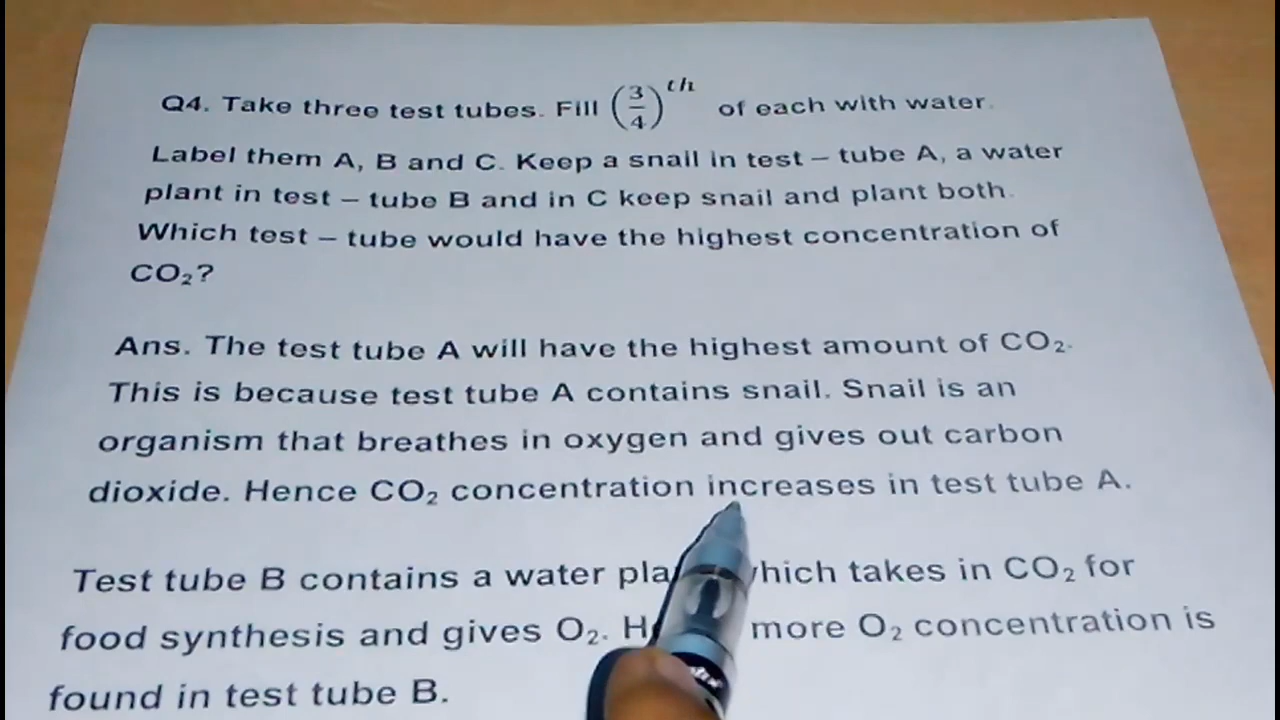 Q4. Take three test tubes. Fill (3/4)^th of each with water.
Label them A, B and C. Keep a snail in test – tube A, a water
plant in test – tube B and in C keep snail and plant both.
Which test – tube would have the highest concentration of
CO₂?
Ans. The test tube A will have the highest amount of CO₂.
This is because test tube A contains snail. Snail is an
organism that breathes in oxygen and gives out carbon
dioxide. Hence CO₂ concentration increases in test tube A.
Test tube B contains a water takes in CO₂ for
food synthesis and gives O₂. more O₂ concentration is
found in test tube B.